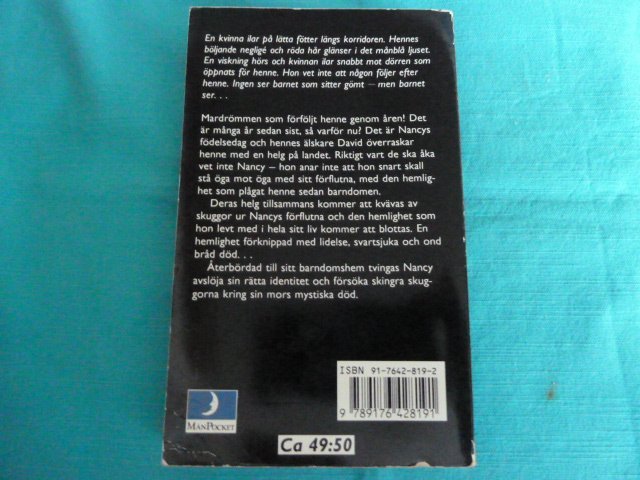 En kvinna ilar på lätta fötter längs korridoren. Hennes
böljande negligé och röda hår glänser i det månblå ljuset.
En viskning hörs och kvinnan ilar snabbt mot dörren som
öppnats för henne. Hon vet inte att någon följer efter
henne. Ingen ser barnet som sitter gömt – men barnet
ser. . .
Mardrömmen som förföljt henne genom åren! Det
är många år sedan sist, så varför nu? Det är Nancys
födelsedag och hennes älskare David överraskar
henne med en helg på landet. Riktigt vart de ska åka
vet inte Nancy – hon anar inte att hon snart skall
stå öga mot öga med sitt förflutna, med den hemlig-
het som plågat henne sedan barndomen.
Deras helg tillsammans kommer att kvävas av
skuggor ur Nancys förflutna och den hemlighet som
hon levt med i hela sitt liv kommer att blottas. En
hemlighet förknippad med lidelse, svartsjuka och ond
bråd död. . .
Återbördad till sitt barndomshem tvingas Nancy
avslöja sin rätta identitet och försöka skingra skug-
gorna kring sin mors mystiska död.
ISBN 91-7642-819-2
9 789176 428191
MANPOCKET
Ca 49:50